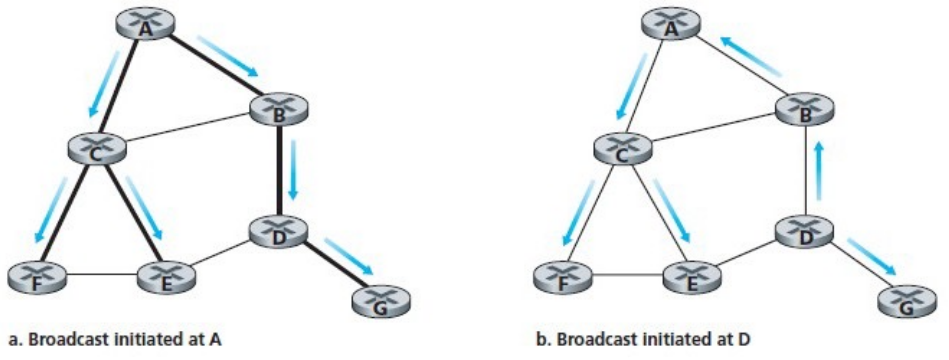 A
B
C
D
F
E
G
a. Broadcast initiated at A
A
B
C
D
F
E
G
b. Broadcast initiated at D